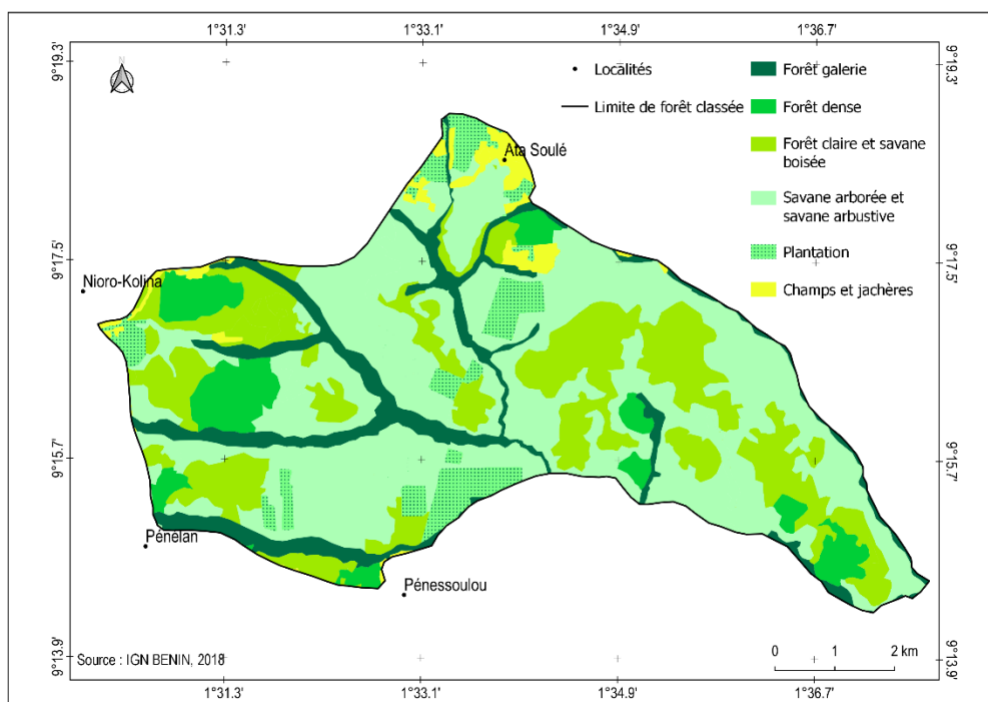 1°31.3' 1°33.1' 1°34.9' 1°36.7'
9°19.3' 9°19.3'
N
Localités
Limite de forêt classée
Forêt galerie
Forêt dense
Forêt claire et savane
boisée
Savane arborée et
savane arbustive
Plantation
Champs et jachères
Ata Soulé
9°17.5' 9°17.5'
Nioro-Kolina
9°15.7' 9°15.7'
Pénélan
Pénessoulou
9°13.9' 9°13.9'
Source : IGN BENIN, 2018
0 1 2 km
1°31.3' 1°33.1' 1°34.9' 1°36.7'